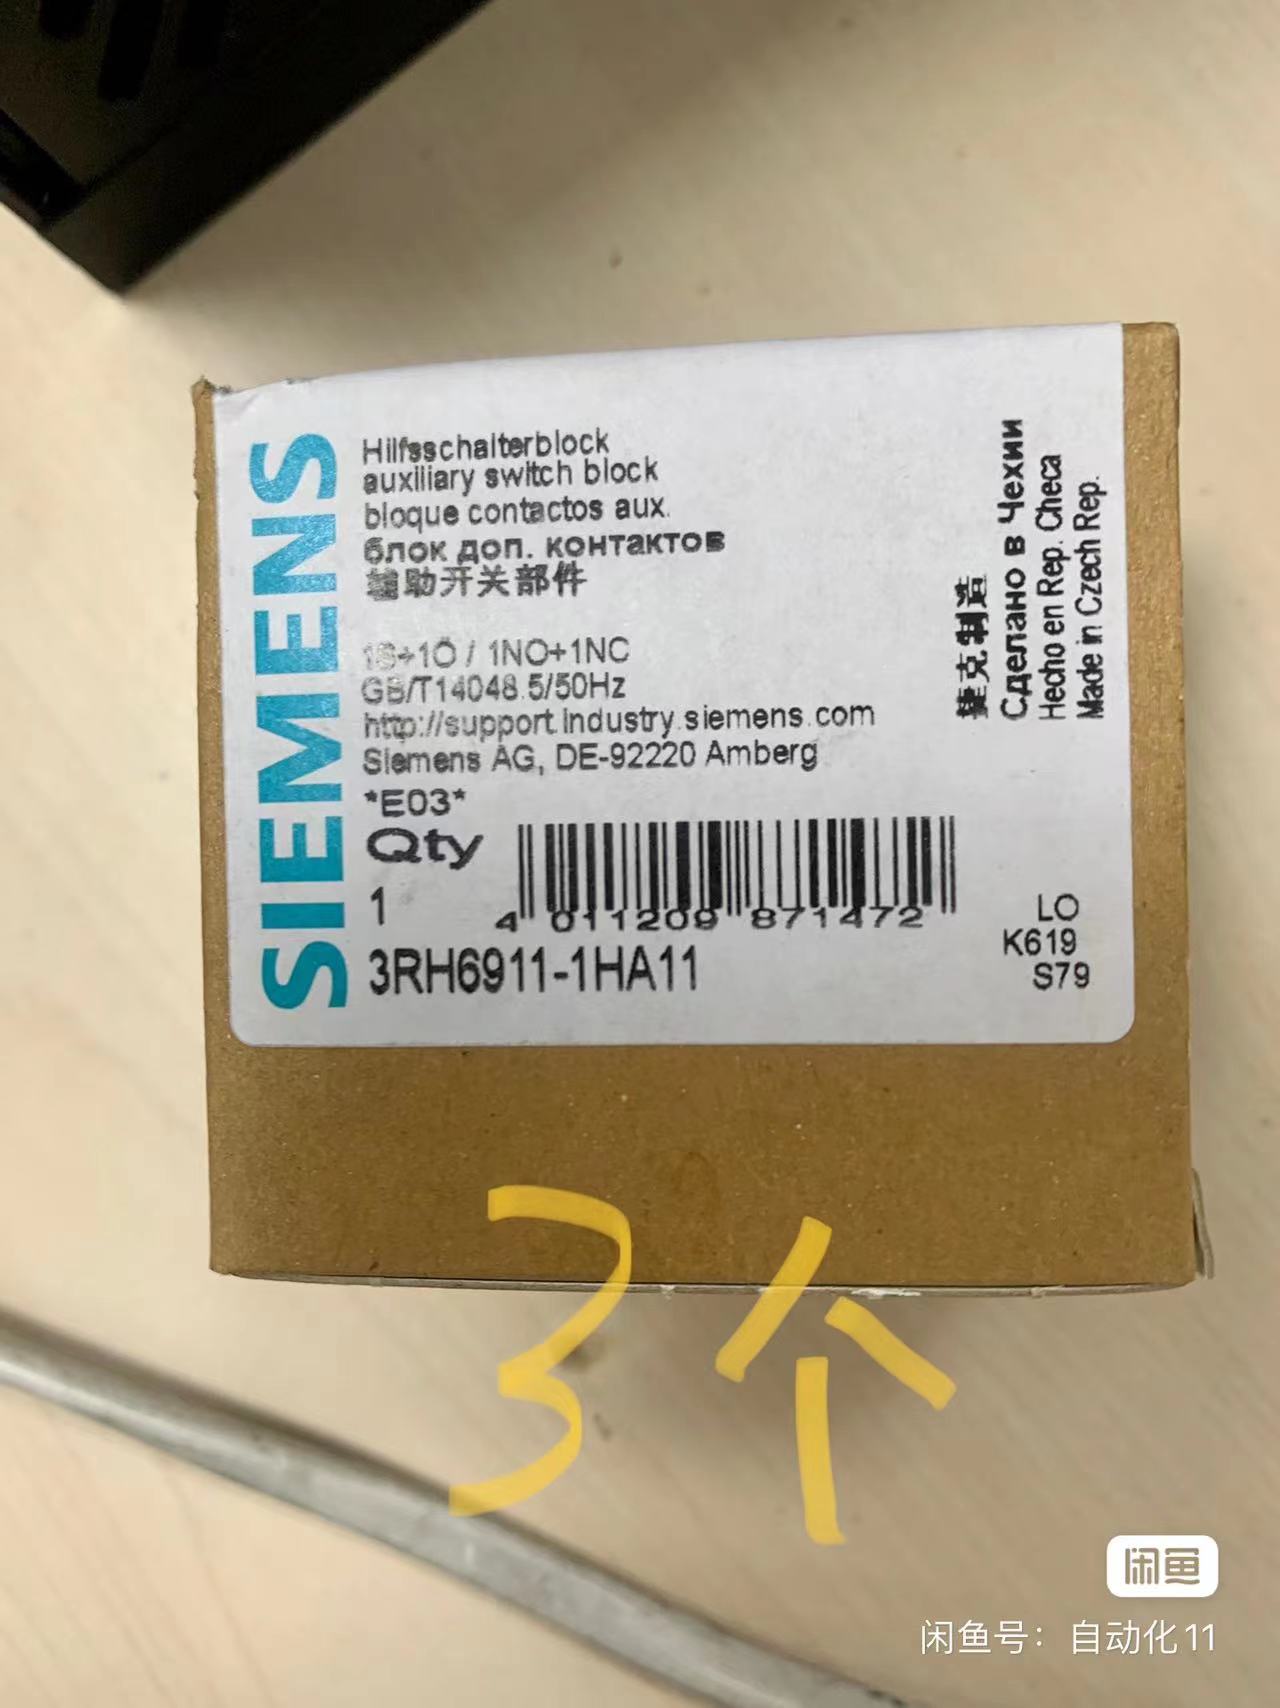 SIEMENS
Hilfsschalterblock
auxiliary switch block
bloque contactos aux.
блок доп. контактов
辅助开关部件
1S+1Ö / 1NO+1NC
GB/T14048.5/50Hz
http://support.industry.siemens.com
Siemens AG, DE-92220 Amberg
*E03*
Qty
1
4 011209 871472
3RH6911-1HA11
捷克制造
Сделано в Чехии
Hecho en Rep. Checa
Made in Czech Rep.
LO
K619
S79
3个
闲鱼
闲鱼号：自动化11